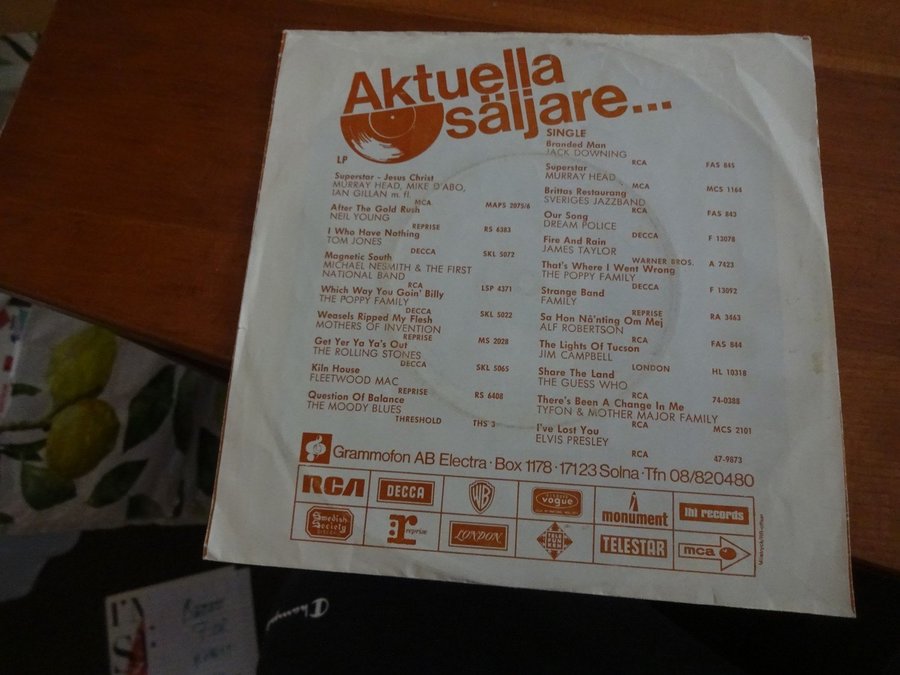 Aktuella
säljare...
LP
Superstar - Jesus Christ
MURRAY HEAD, MIKE D'ABO,
IAN GILLAN m. fl.
MCA MAPS 2075/6
After The Gold Rush
NEIL YOUNG
REPRISE RS 6383
I Who Have Nothing
TOM JONES
DECCA SKL 5072
Magnetic South
MICHAEL NESMITH & THE FIRST
NATIONAL BAND
RCA LSP 4371
Which Way You Goin' Billy
THE POPPY FAMILY
DECCA SKL 5022
Weasels Ripped My Flesh
MOTHERS OF INVENTION
REPRISE MS 2028
Get Yer Ya Ya's Out
THE ROLLING STONES
DECCA SKL 5065
Kiln House
FLEETWOOD MAC
REPRISE RS 6408
Question Of Balance
THE MOODY BLUES
THRESHOLD THS 3
SINGLE
Branded Man
JACK DOWNING
RCA FAS 845
Superstar
MURRAY HEAD
MCA MCS 1164
Brittas Restaurang
SVERIGES JAZZBAND
RCA FAS 843
Our Song
DREAM POLICE
DECCA F 13078
Fire And Rain
JAMES TAYLOR
WARNER BROS. A 7423
That's Where I Went Wrong
THE POPPY FAMILY
DECCA F 13092
Strange Band
FAMILY
REPRISE RA 3463
Sa Hon Nå'nting Om Mej
ALF ROBERTSON
RCA FAS 844
The Lights Of Tucson
JIM CAMPBELL
LONDON HL 10318
Share The Land
THE GUESS WHO
RCA 74-0388
There's Been A Change In Me
TYFON & MOTHER MAJOR FAMILY
RCA MCS 2101
I've Lost You
ELVIS PRESLEY
RCA 47-9873
Grammofon AB Electra · Box 1178 · 171 23 Solna · Tfn 08/820480
RCA DECCA WB vogue monument lhi records
Swedish Society reprise LONDON TELEFUNKEN TELESTAR mca
Champi